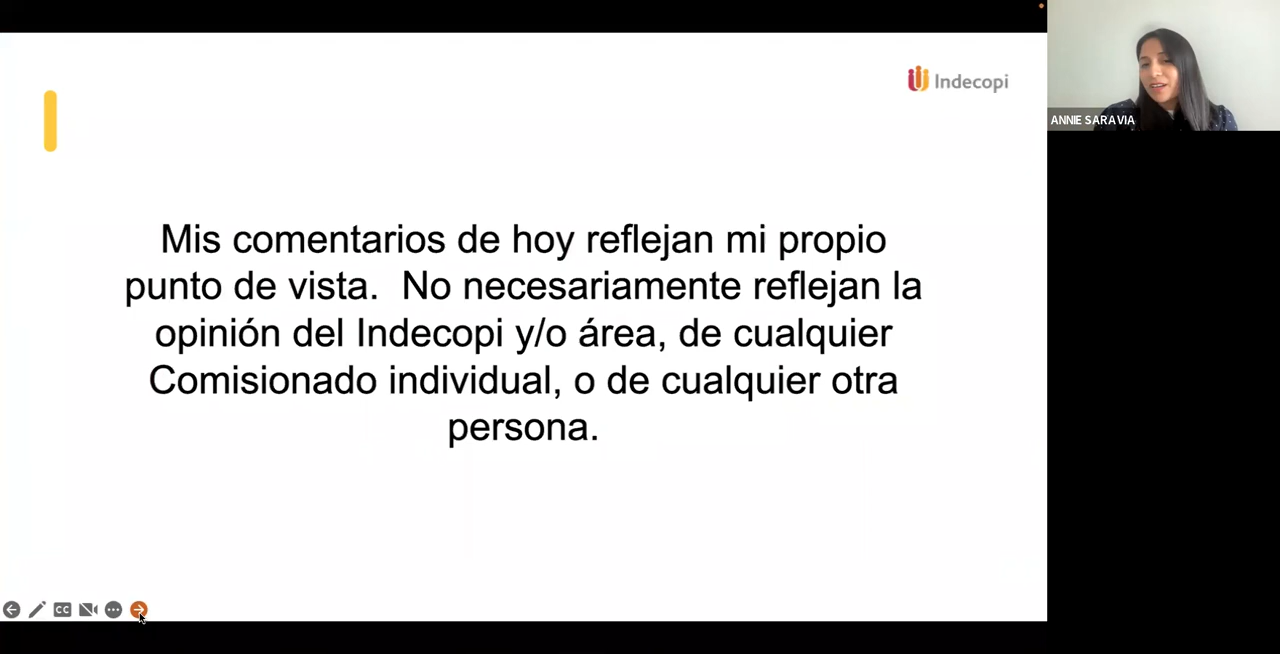 Indecopi
Mis comentarios de hoy reflejan mi propio
punto de vista.  No necesariamente reflejan la
opinión del Indecopi y/o área, de cualquier
Comisionado individual, o de cualquier otra
persona.
ANNIE SARAVIA
CC